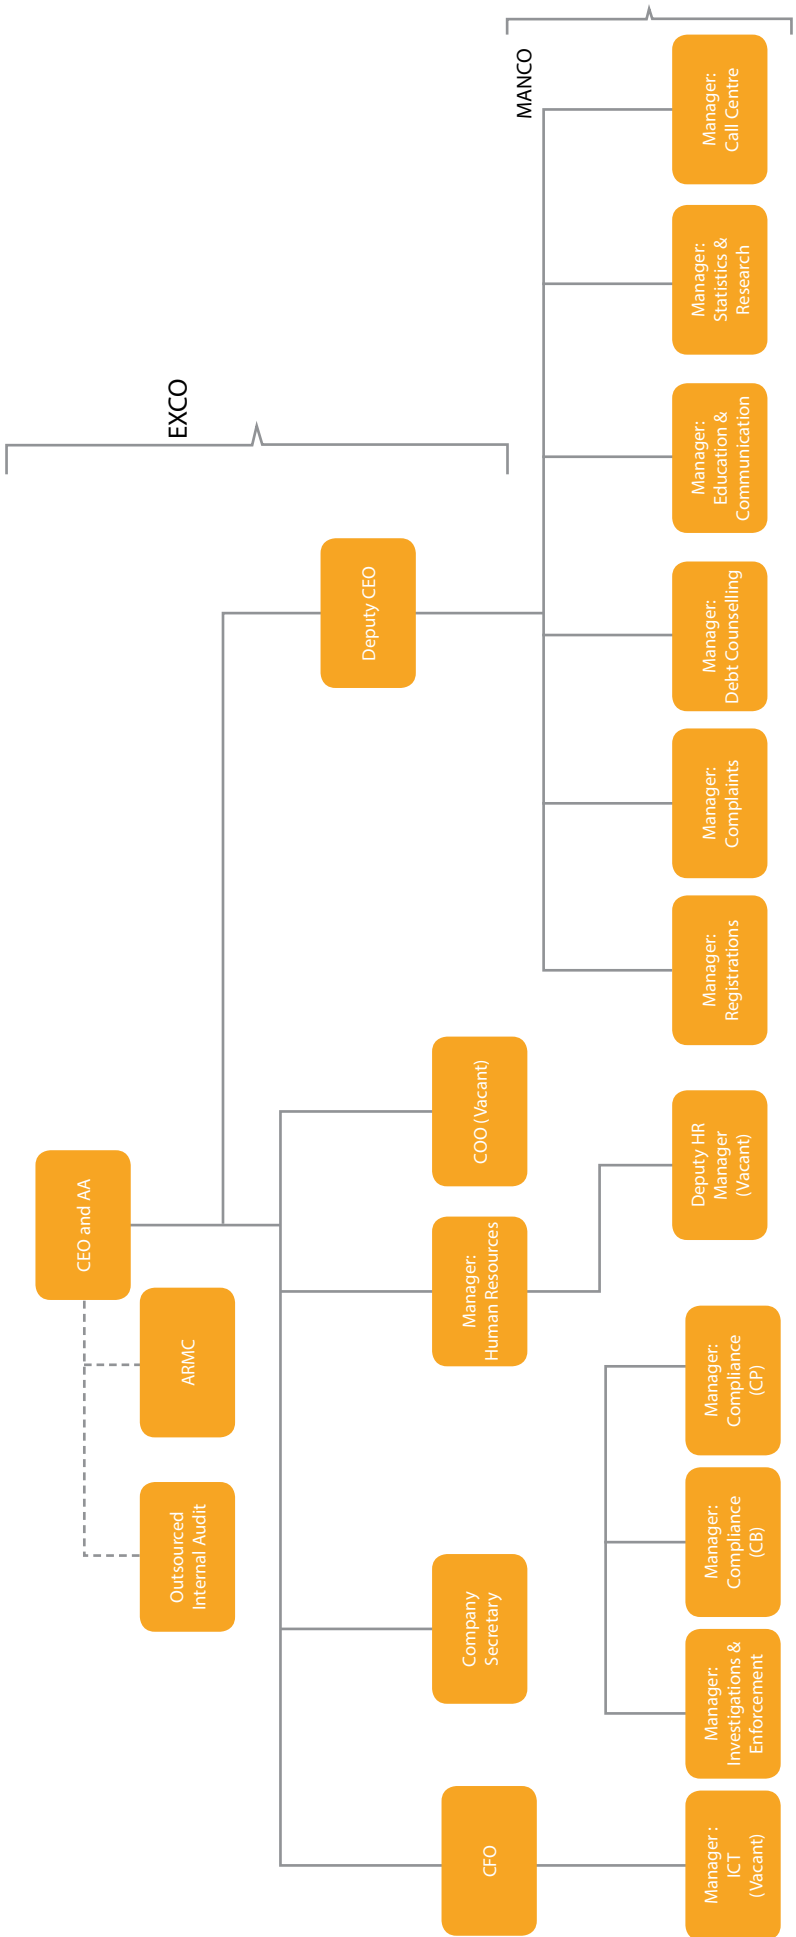 EXCO
MANCO
CEO and AA
ARMC
Outsourced
Internal Audit
Deputy CEO
CFO
Company
Secretary
Manager:
Human Resources
COO (Vacant)
Manager :
ICT
(Vacant)
Manager:
Investigations &
Enforcement
Manager:
Compliance
(CB)
Manager:
Compliance
(CP)
Deputy HR
Manager
(Vacant)
Manager:
Registrations
Manager:
Complaints
Manager:
Debt Counselling
Manager:
Education &
Communication
Manager:
Statistics &
Research
Manager:
Call Centre